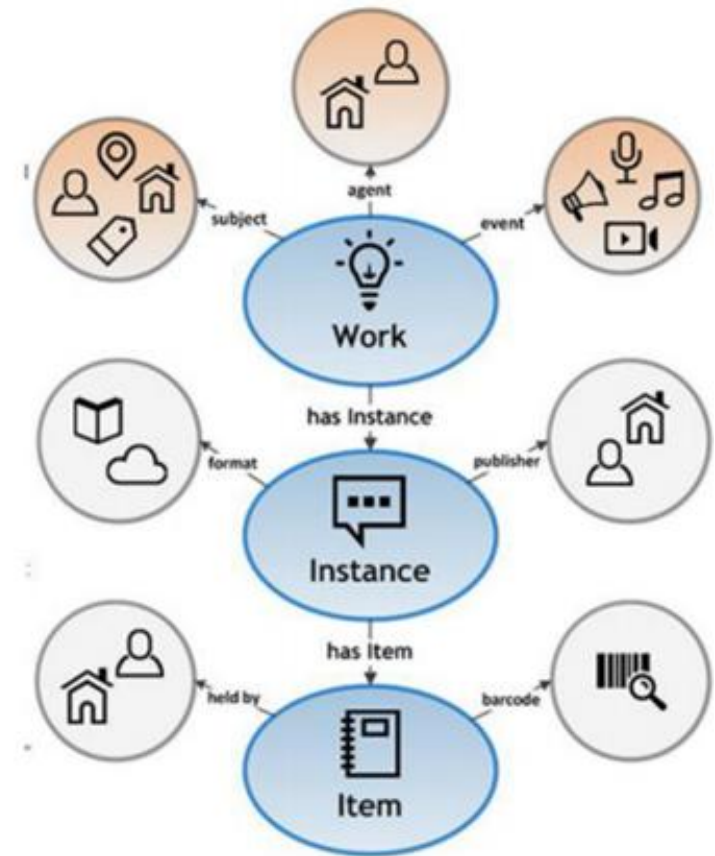 agent
subject
event
Work
has Instance
format
publisher
Instance
has Item
held by
barcode
Item